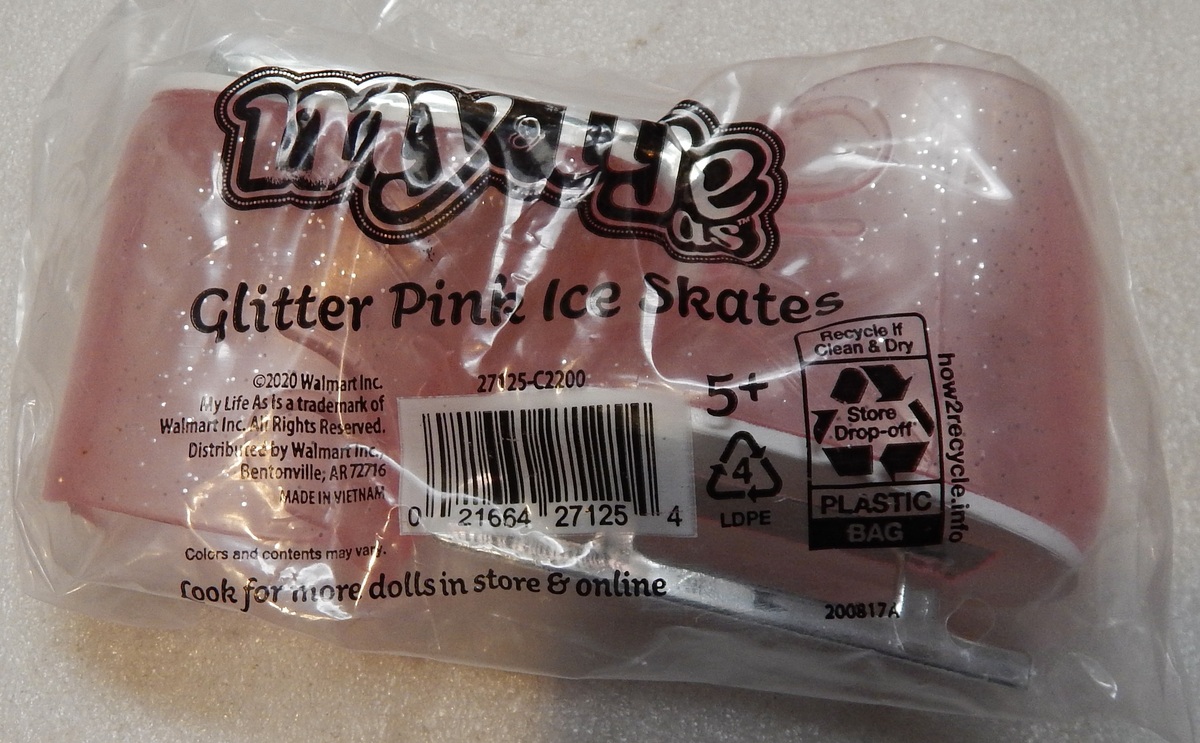 my life
as™
Glitter Pink Ice Skates
©2020 Walmart Inc.
My Life As Is a trademark of
Walmart Inc. All Rights Reserved.
Distributed by Walmart Inc.,
Bentonville; AR 72716
MADE IN VIETNAM
27125-C2200
0 21664 27125 4
5+
4
LDPE
Recycle If
Clean & Dry
Store
Drop-off
PLASTIC
BAG
how2recycle.info
Colors and contents may vary.
Look for more dolls in store & online
200817A